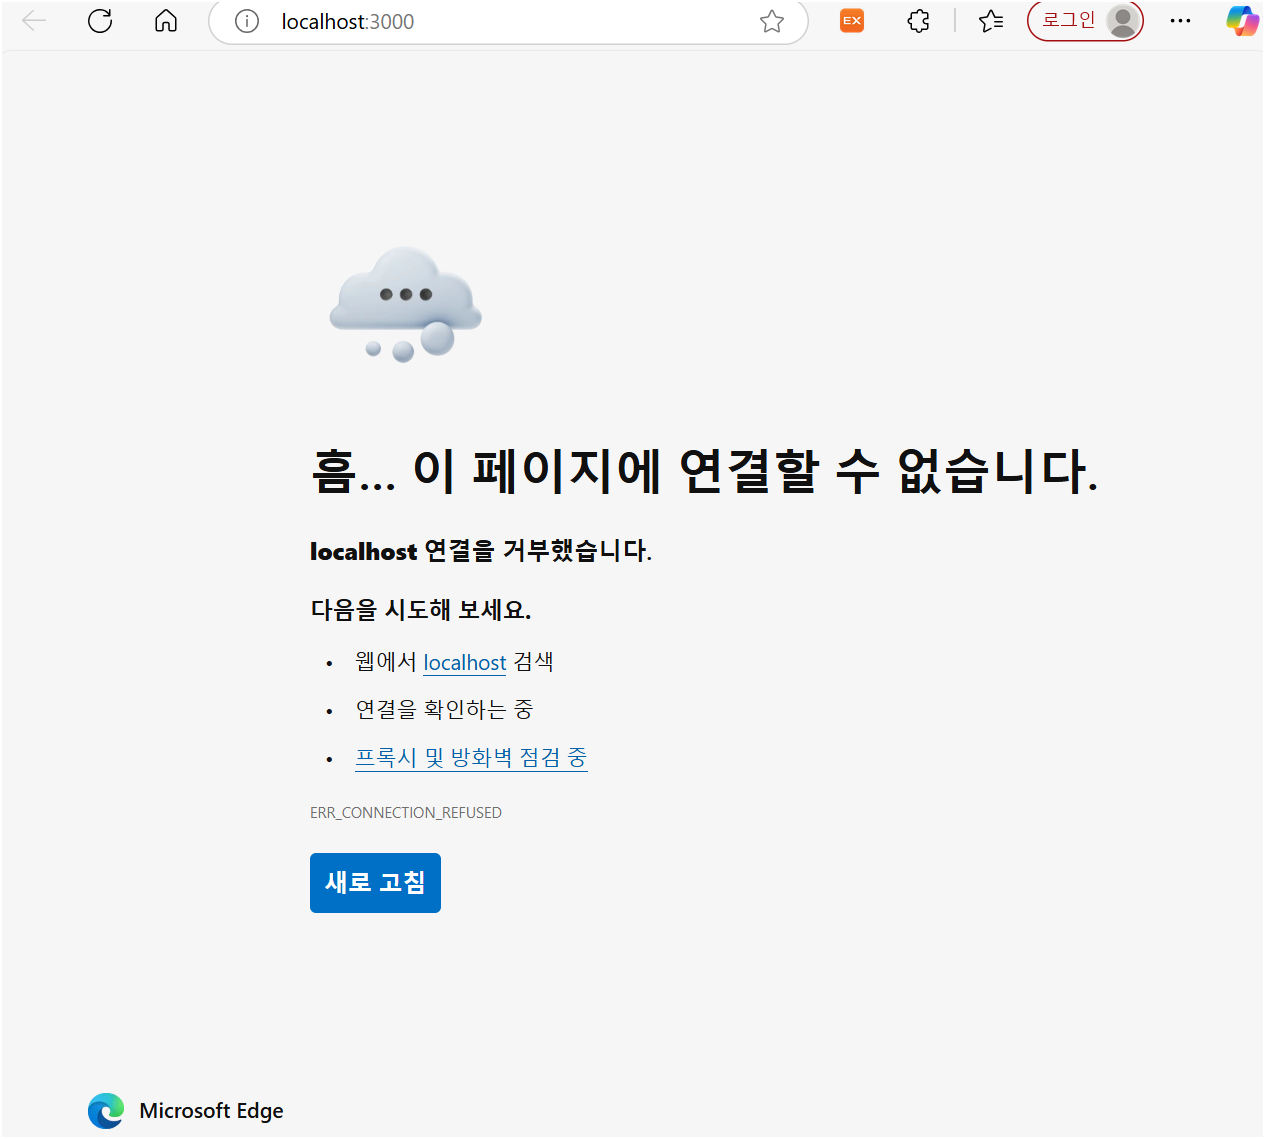 localhost:3000
EX
로그인
흠... 이 페이지에 연결할 수 없습니다.
localhost 연결을 거부했습니다.
다음을 시도해 보세요.
• 웹에서 localhost 검색
• 연결을 확인하는 중
• 프록시 및 방화벽 점검 중
ERR_CONNECTION_REFUSED
새로 고침
Microsoft Edge